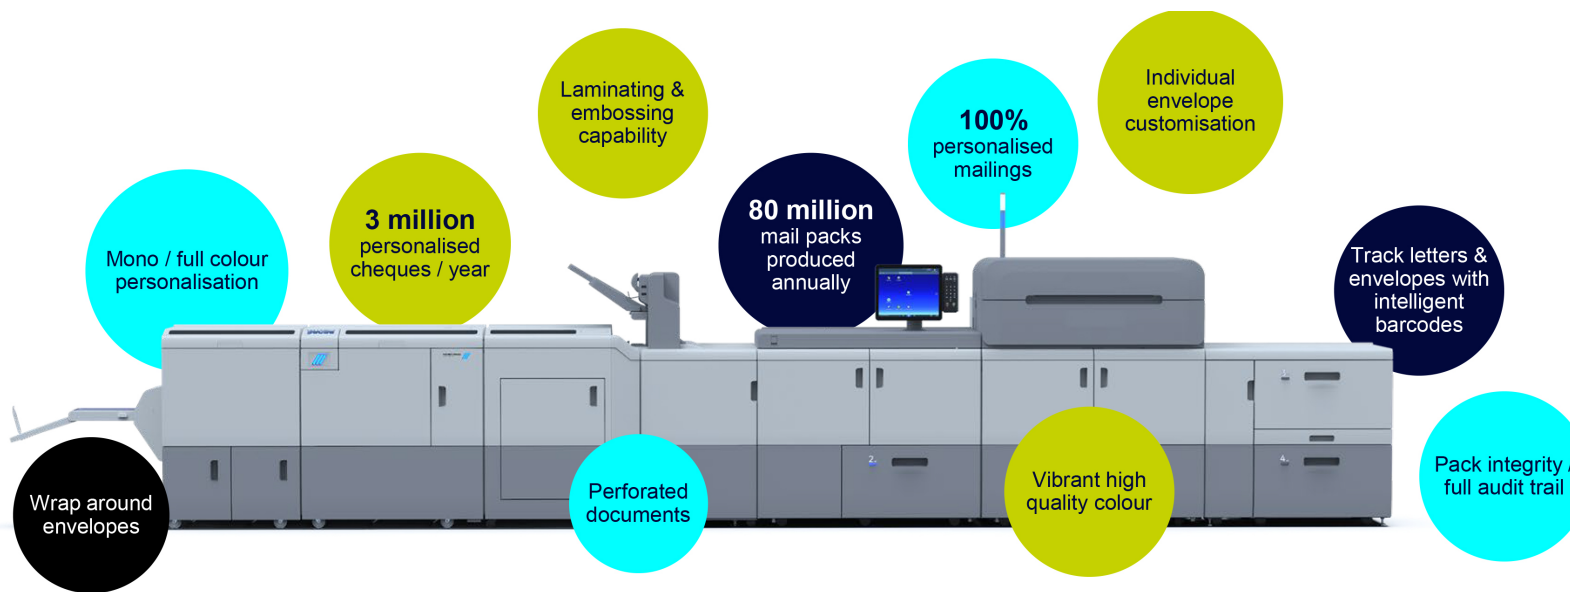 Laminating &
embossing
capability
Individual
envelope
customisation
100%
personalised
mailings
3 million
personalised
cheques / year
80 million
mail packs
produced
annually
Mono / full colour
personalisation
Track letters &
envelopes with
intelligent
barcodes
Wrap around
envelopes
Perforated
documents
Vibrant high
quality colour
Pack integrity /
full audit trail
2
4